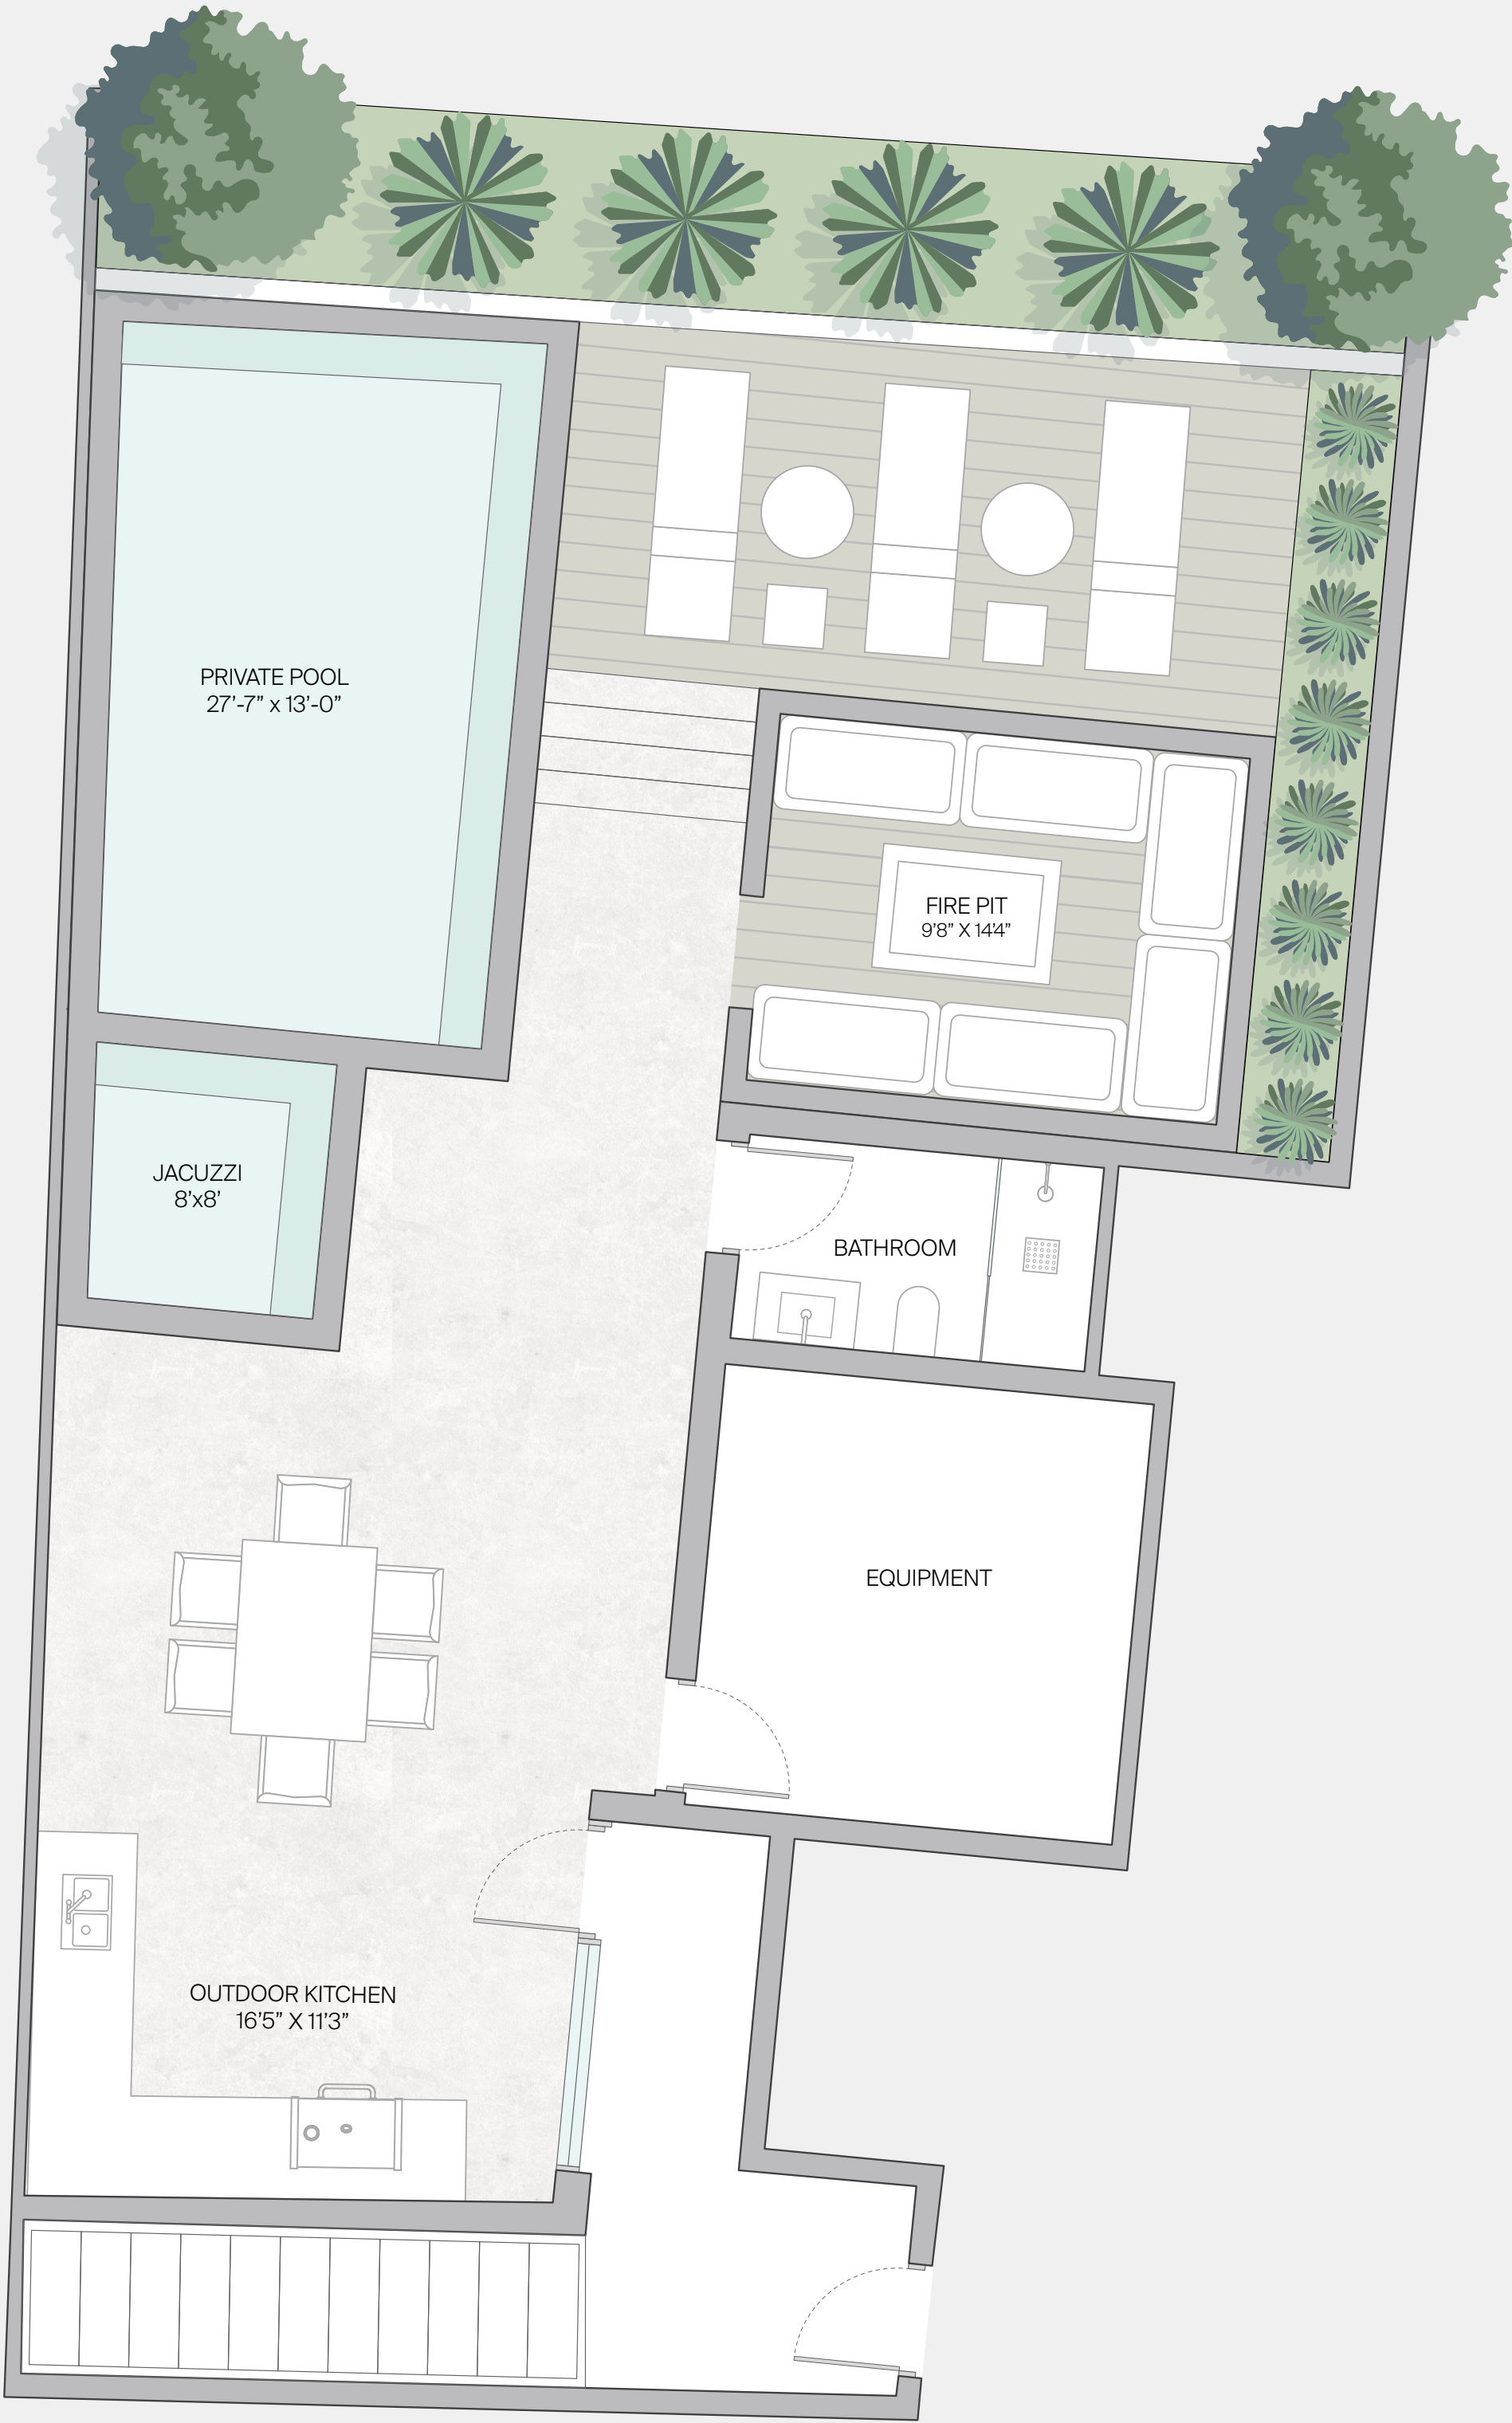 PRIVATE POOL
27’-7” x 13’-0”
FIRE PIT
9’8” X 14’4”
JACUZZI
8’x8’
BATHROOM
EQUIPMENT
OUTDOOR KITCHEN
16’5” X 11’3”